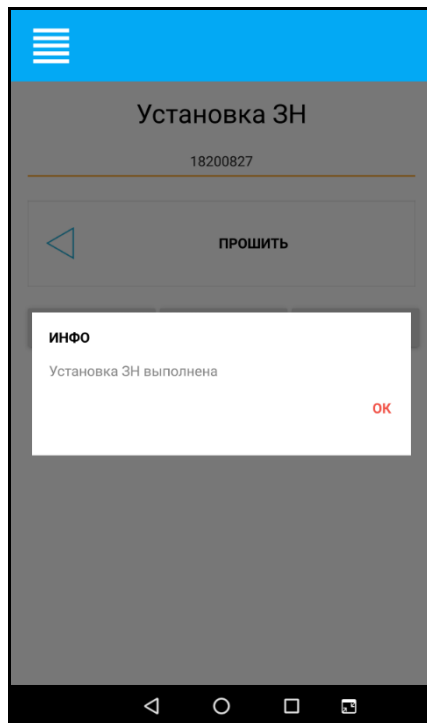 Установка ЗН
18200827
ПРОШИТЬ
ИНФО
Установка ЗН выполнена
ОК